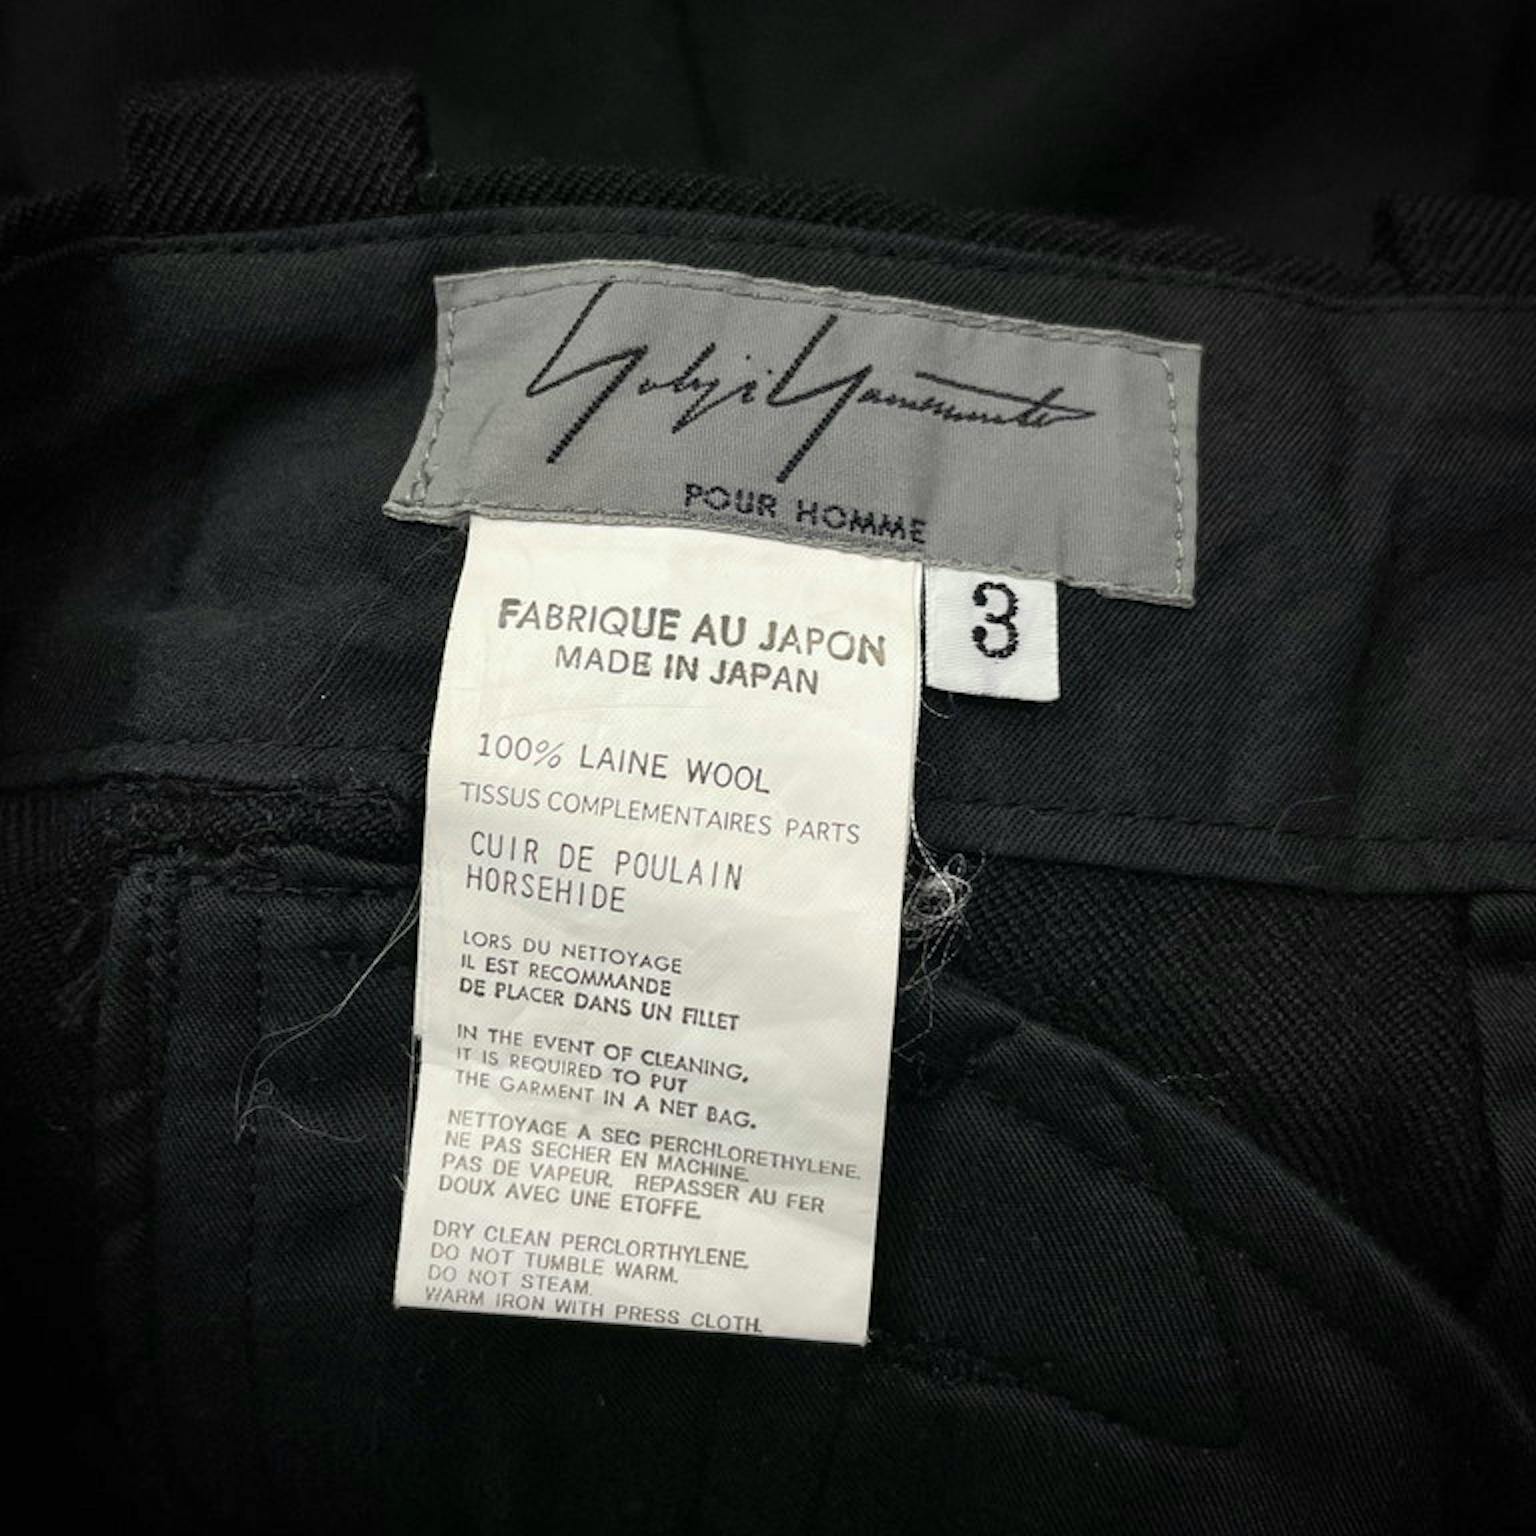 Yohji Yamamoto
POUR HOMME
3
FABRIQUE AU JAPON
MADE IN JAPAN
100% LAINE WOOL
TISSUS COMPLEMENTAIRES PARTS
CUIR DE POULAIN
HORSEHIDE
LORS DU NETTOYAGE
IL EST RECOMMANDE
DE PLACER DANS UN FILLET
IN THE EVENT OF CLEANING,
IT IS REQUIRED TO PUT
THE GARMENT IN A NET BAG.
NETTOYAGE A SEC PERCHLORETHYLENE.
NE PAS SECHER EN MACHINE.
PAS DE VAPEUR. REPASSER AU FER
DOUX AVEC UNE ETOFFE.
DRY CLEAN PERCLORTHYLENE.
DO NOT TUMBLE WARM.
DO NOT STEAM.
WARM IRON WITH PRESS CLOTH.